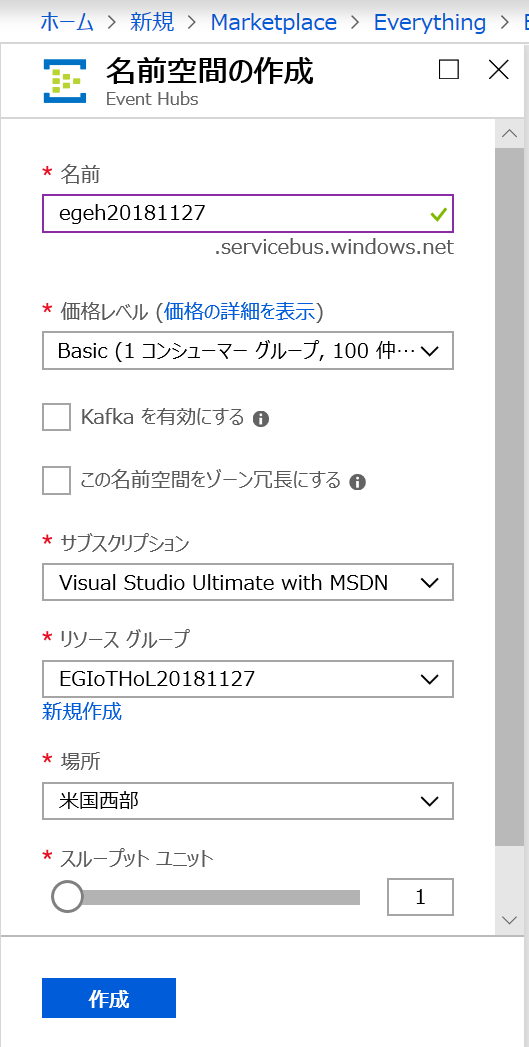 ホーム > 新規 > Marketplace > Everything >
名前空間の作成
Event Hubs
* 名前
egeh20181127
.servicebus.windows.net
* 価格レベル (価格の詳細を表示)
Basic (1 コンシューマー グループ, 100 仲…
Kafka を有効にする
この名前空間をゾーン冗長にする
* サブスクリプション
Visual Studio Ultimate with MSDN
* リソース グループ
EGIoTHoL20181127
新規作成
* 場所
米国西部
* スループット ユニット
1
作成